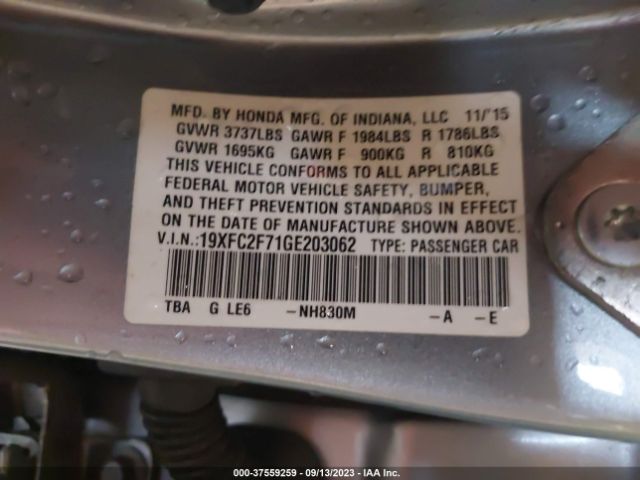 MFD. BY HONDA MFG. OF INDIANA, LLC 11/'15
GVWR 3737LBS GAWR F 1984LBS R 1786LBS
GVWR 1695KG GAWR F 900KG R 810KG
THIS VEHICLE CONFORMS TO ALL APPLICABLE
FEDERAL MOTOR VEHICLE SAFETY, BUMPER,
AND THEFT PREVENTION STANDARDS IN EFFECT
ON THE DATE OF MANUFACTURE SHOWN ABOVE.
V.I.N.:19XFC2F71GE203062 TYPE: PASSENGER CAR
TBA G LE6 -NH830M -A -E
000-37559259 - 09/13/2023 - IAA Inc.